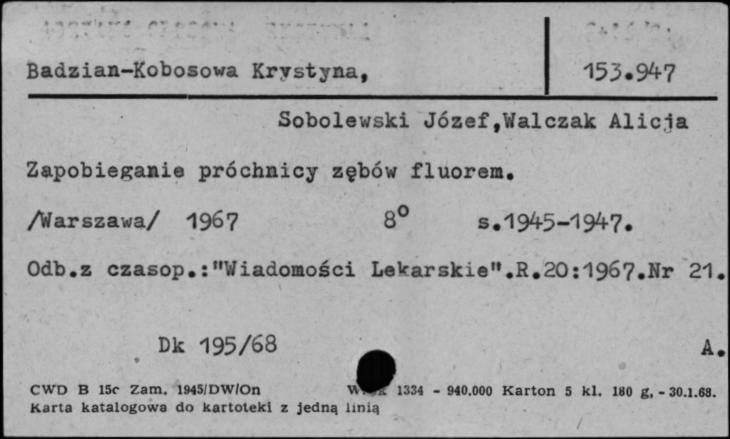 Badzian-Kobosowa Krystyna, 153.947
Sobolewski Józef,Walczak Alicja
Zapobieganie próchnicy zębów fluorem.
/Warszawa/ 1967 8° s.1945-1947.
Odb.z czasop.:"Wiadomości Lekarskie".R.20:1967.Nr 21.
Dk 195/68 A.
CWD B 15c Zam. 1945/DW/On 1334 - 940.000 Karton 5 kl. 180 g, - 30.1.68.
Karta katalogowa do kartoteki z jedną linią